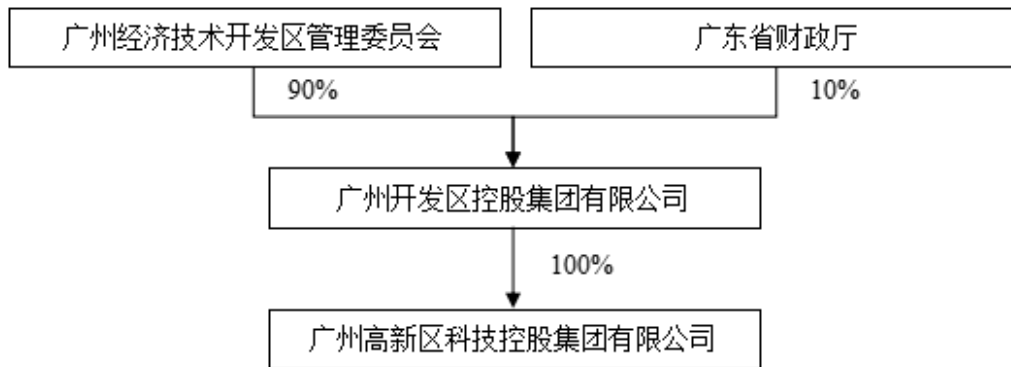 广州经济技术开发区管理委员会
广东省财政厅
90%
10%
广州开发区控股集团有限公司
100%
广州高新区科技控股集团有限公司